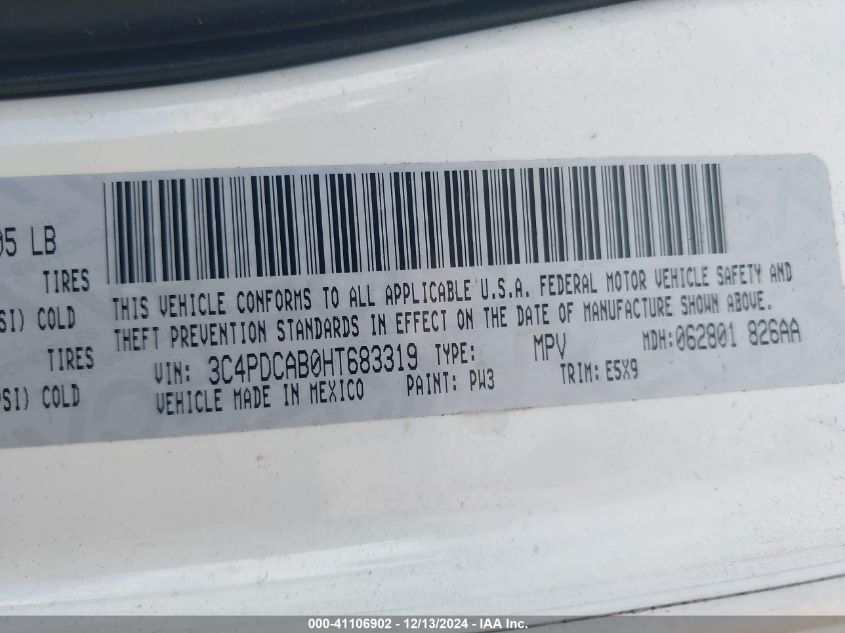 05 LB
TIRES
SI) COLD
TIRES
PSI) COLD
THIS VEHICLE CONFORMS TO ALL APPLICABLE U.S.A. FEDERAL MOTOR VEHICLE SAFETY AND
THEFT PREVENTION STANDARDS IN EFFECT ON THE DATE OF MANUFACTURE SHOWN ABOVE.
VIN: 3C4PDCAB0HT683319 TYPE: MPV MDH:062801 826AA
VEHICLE MADE IN MEXICO PAINT: PW3 TRIM: E5X9
000-41106902 - 12/13/2024 - IAA Inc.